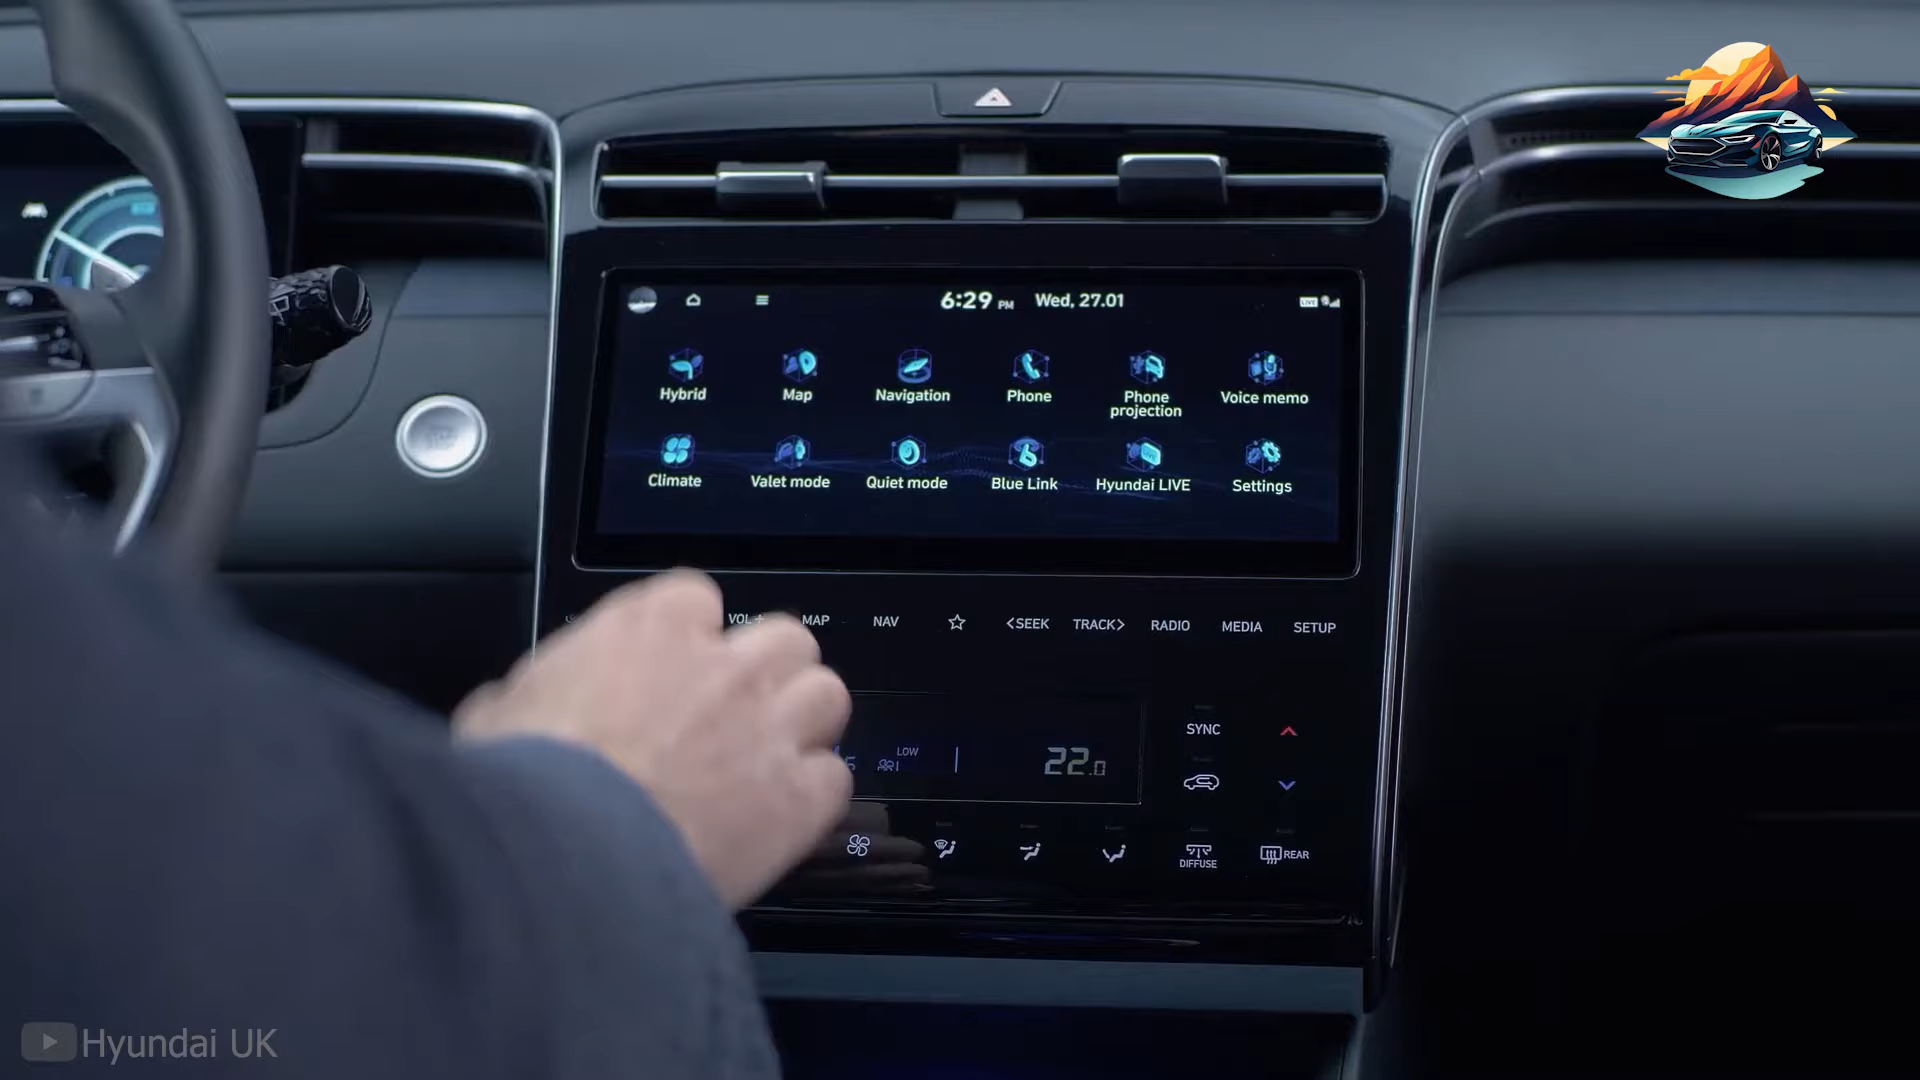 6:29 PM Wed, 27.01
LIVE
Hybrid
Map
Navigation
Phone
Phone
projection
Voice memo
Climate
Valet mode
Quiet mode
Blue Link
Hyundai LIVE
Settings
VOL +
MAP
NAV
<SEEK
TRACK>
RADIO
MEDIA
SETUP
SYNC
LOW
22.0
DIFFUSE
REAR
Hyundai UK